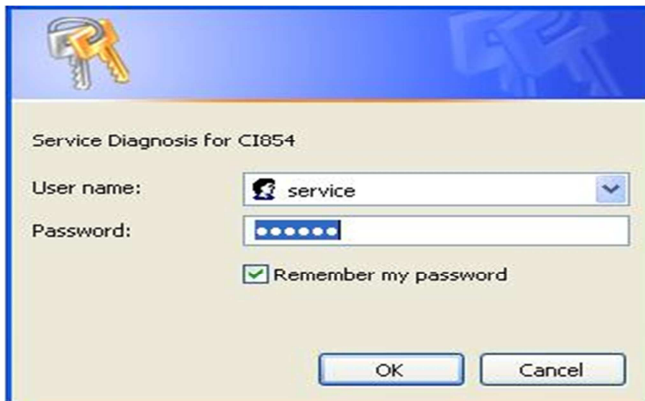 Service Diagnosis for CI854
User name: service
Password: ••••••
Remember my password
OK Cancel